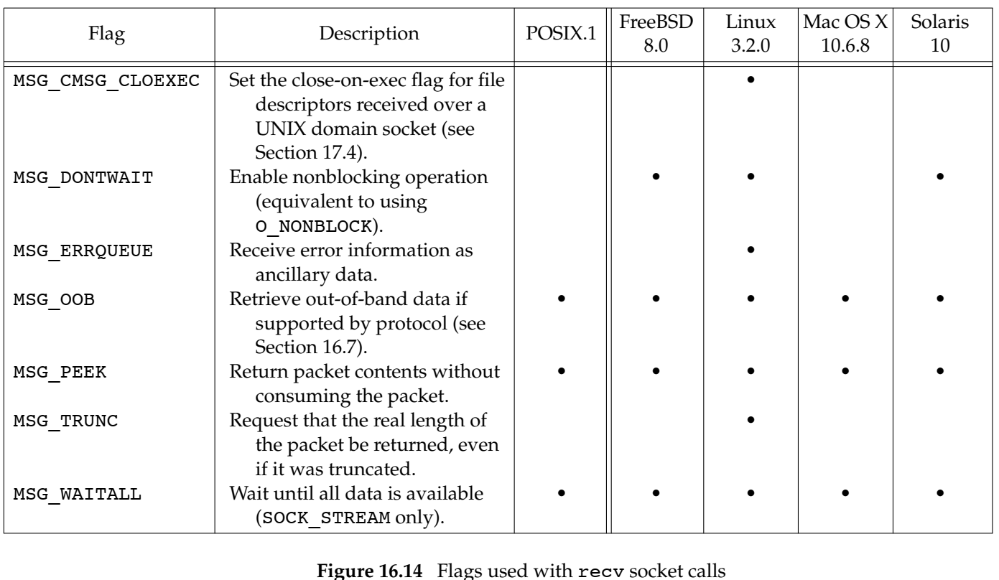 Flag Description POSIX.1 FreeBSD 8.0 Linux 3.2.0 Mac OS X 10.6.8 Solaris 10
MSG_CMSG_CLOEXEC Set the close-on-exec flag for file •
descriptors received over a
UNIX domain socket (see
Section 17.4).
MSG_DONTWAIT Enable nonblocking operation • • •
(equivalent to using
O_NONBLOCK).
MSG_ERRQUEUE Receive error information as •
ancillary data.
MSG_OOB Retrieve out-of-band data if • • • • •
supported by protocol (see
Section 16.7).
MSG_PEEK Return packet contents without • • • • •
consuming the packet.
MSG_TRUNC Request that the real length of •
the packet be returned, even
if it was truncated.
MSG_WAITALL Wait until all data is available • • • • •
(SOCK_STREAM only).
Figure 16.14 Flags used with recv socket calls